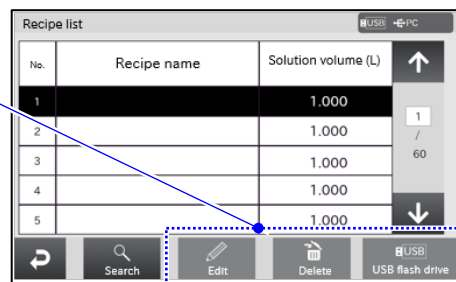 Recipe list
USB PC
No. Recipe name Solution volume (L)
1 1.000
2 1.000
3 1.000
4 1.000
5 1.000
1
/
60
Search Edit Delete USB
USB flash drive